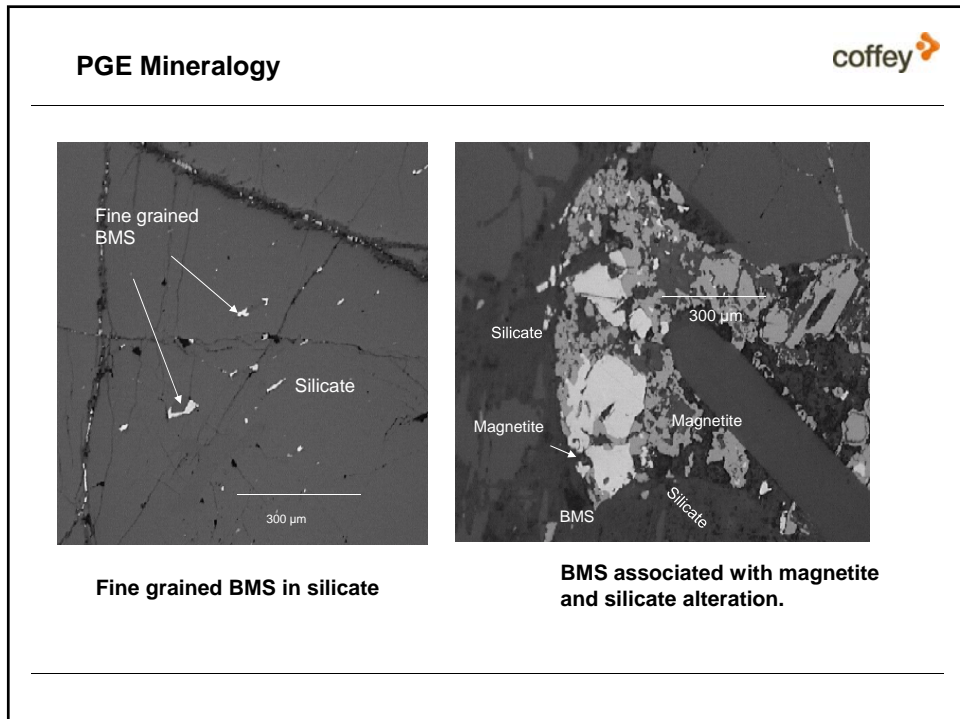 PGE Mineralogy
coffey
Fine grained
BMS
Silicate
300 µm
Silicate
300 µm
Magnetite
Magnetite
Silicate
BMS
Fine grained BMS in silicate
BMS associated with magnetite
and silicate alteration.